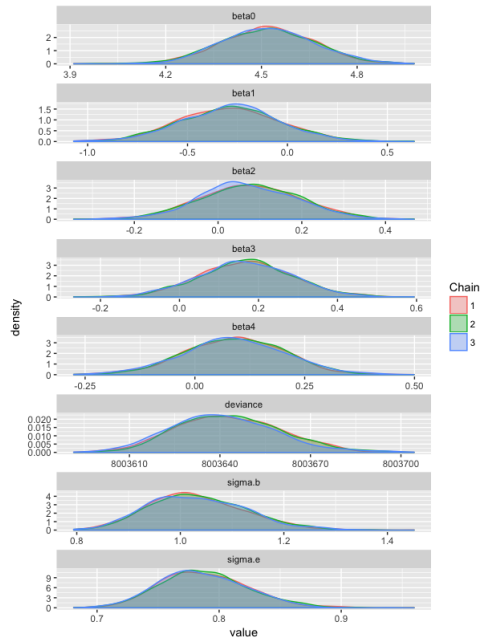 beta0
2
1
0
3.9 4.2 4.5 4.8
beta1
1.5
1.0
0.5
0.0
-1.0 -0.5 0.0 0.5
beta2
3
2
1
0
-0.2 0.0 0.2 0.4
beta3
3
2
1
0
-0.2 0.0 0.2 0.4 0.6
beta4
3
2
1
0
-0.25 0.00 0.25 0.50
deviance
0.020
0.015
0.010
0.005
0.000
8003610 8003640 8003670 8003700
sigma.b
4
3
2
1
0
0.8 1.0 1.2 1.4
sigma.e
9
6
3
0
0.7 0.8 0.9
value
density
Chain
1
2
3